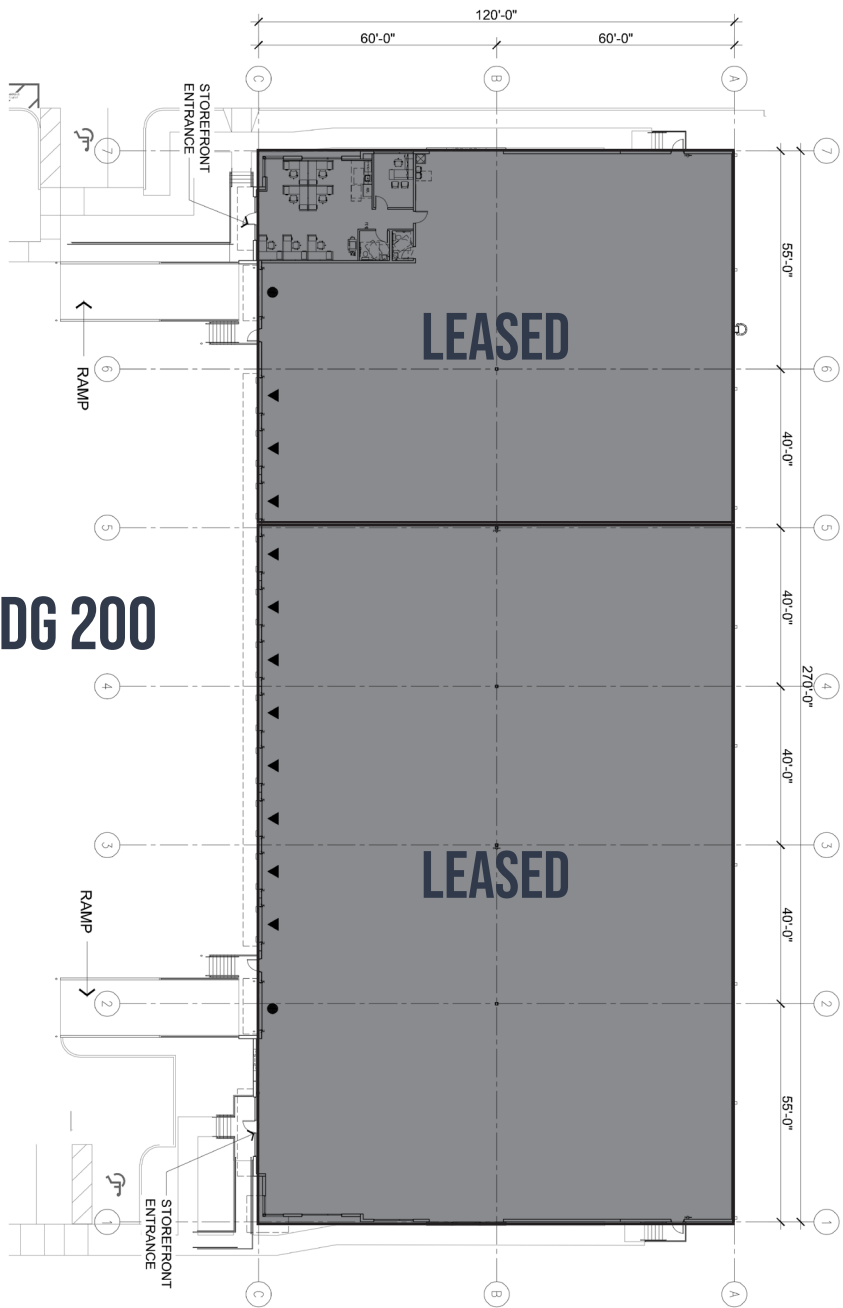 120'-0"
60'-0"
60'-0"
C
B
A
STOREFRONT
ENTRANCE
7
7
55'-0"
LEASED
RAMP
6
6
40'-0"
5
5
40'-0"
DG 200
270'-0"
4
4
40'-0"
3
3
LEASED
40'-0"
RAMP
2
2
55'-0"
STOREFRONT
ENTRANCE
1
1
C
B
A